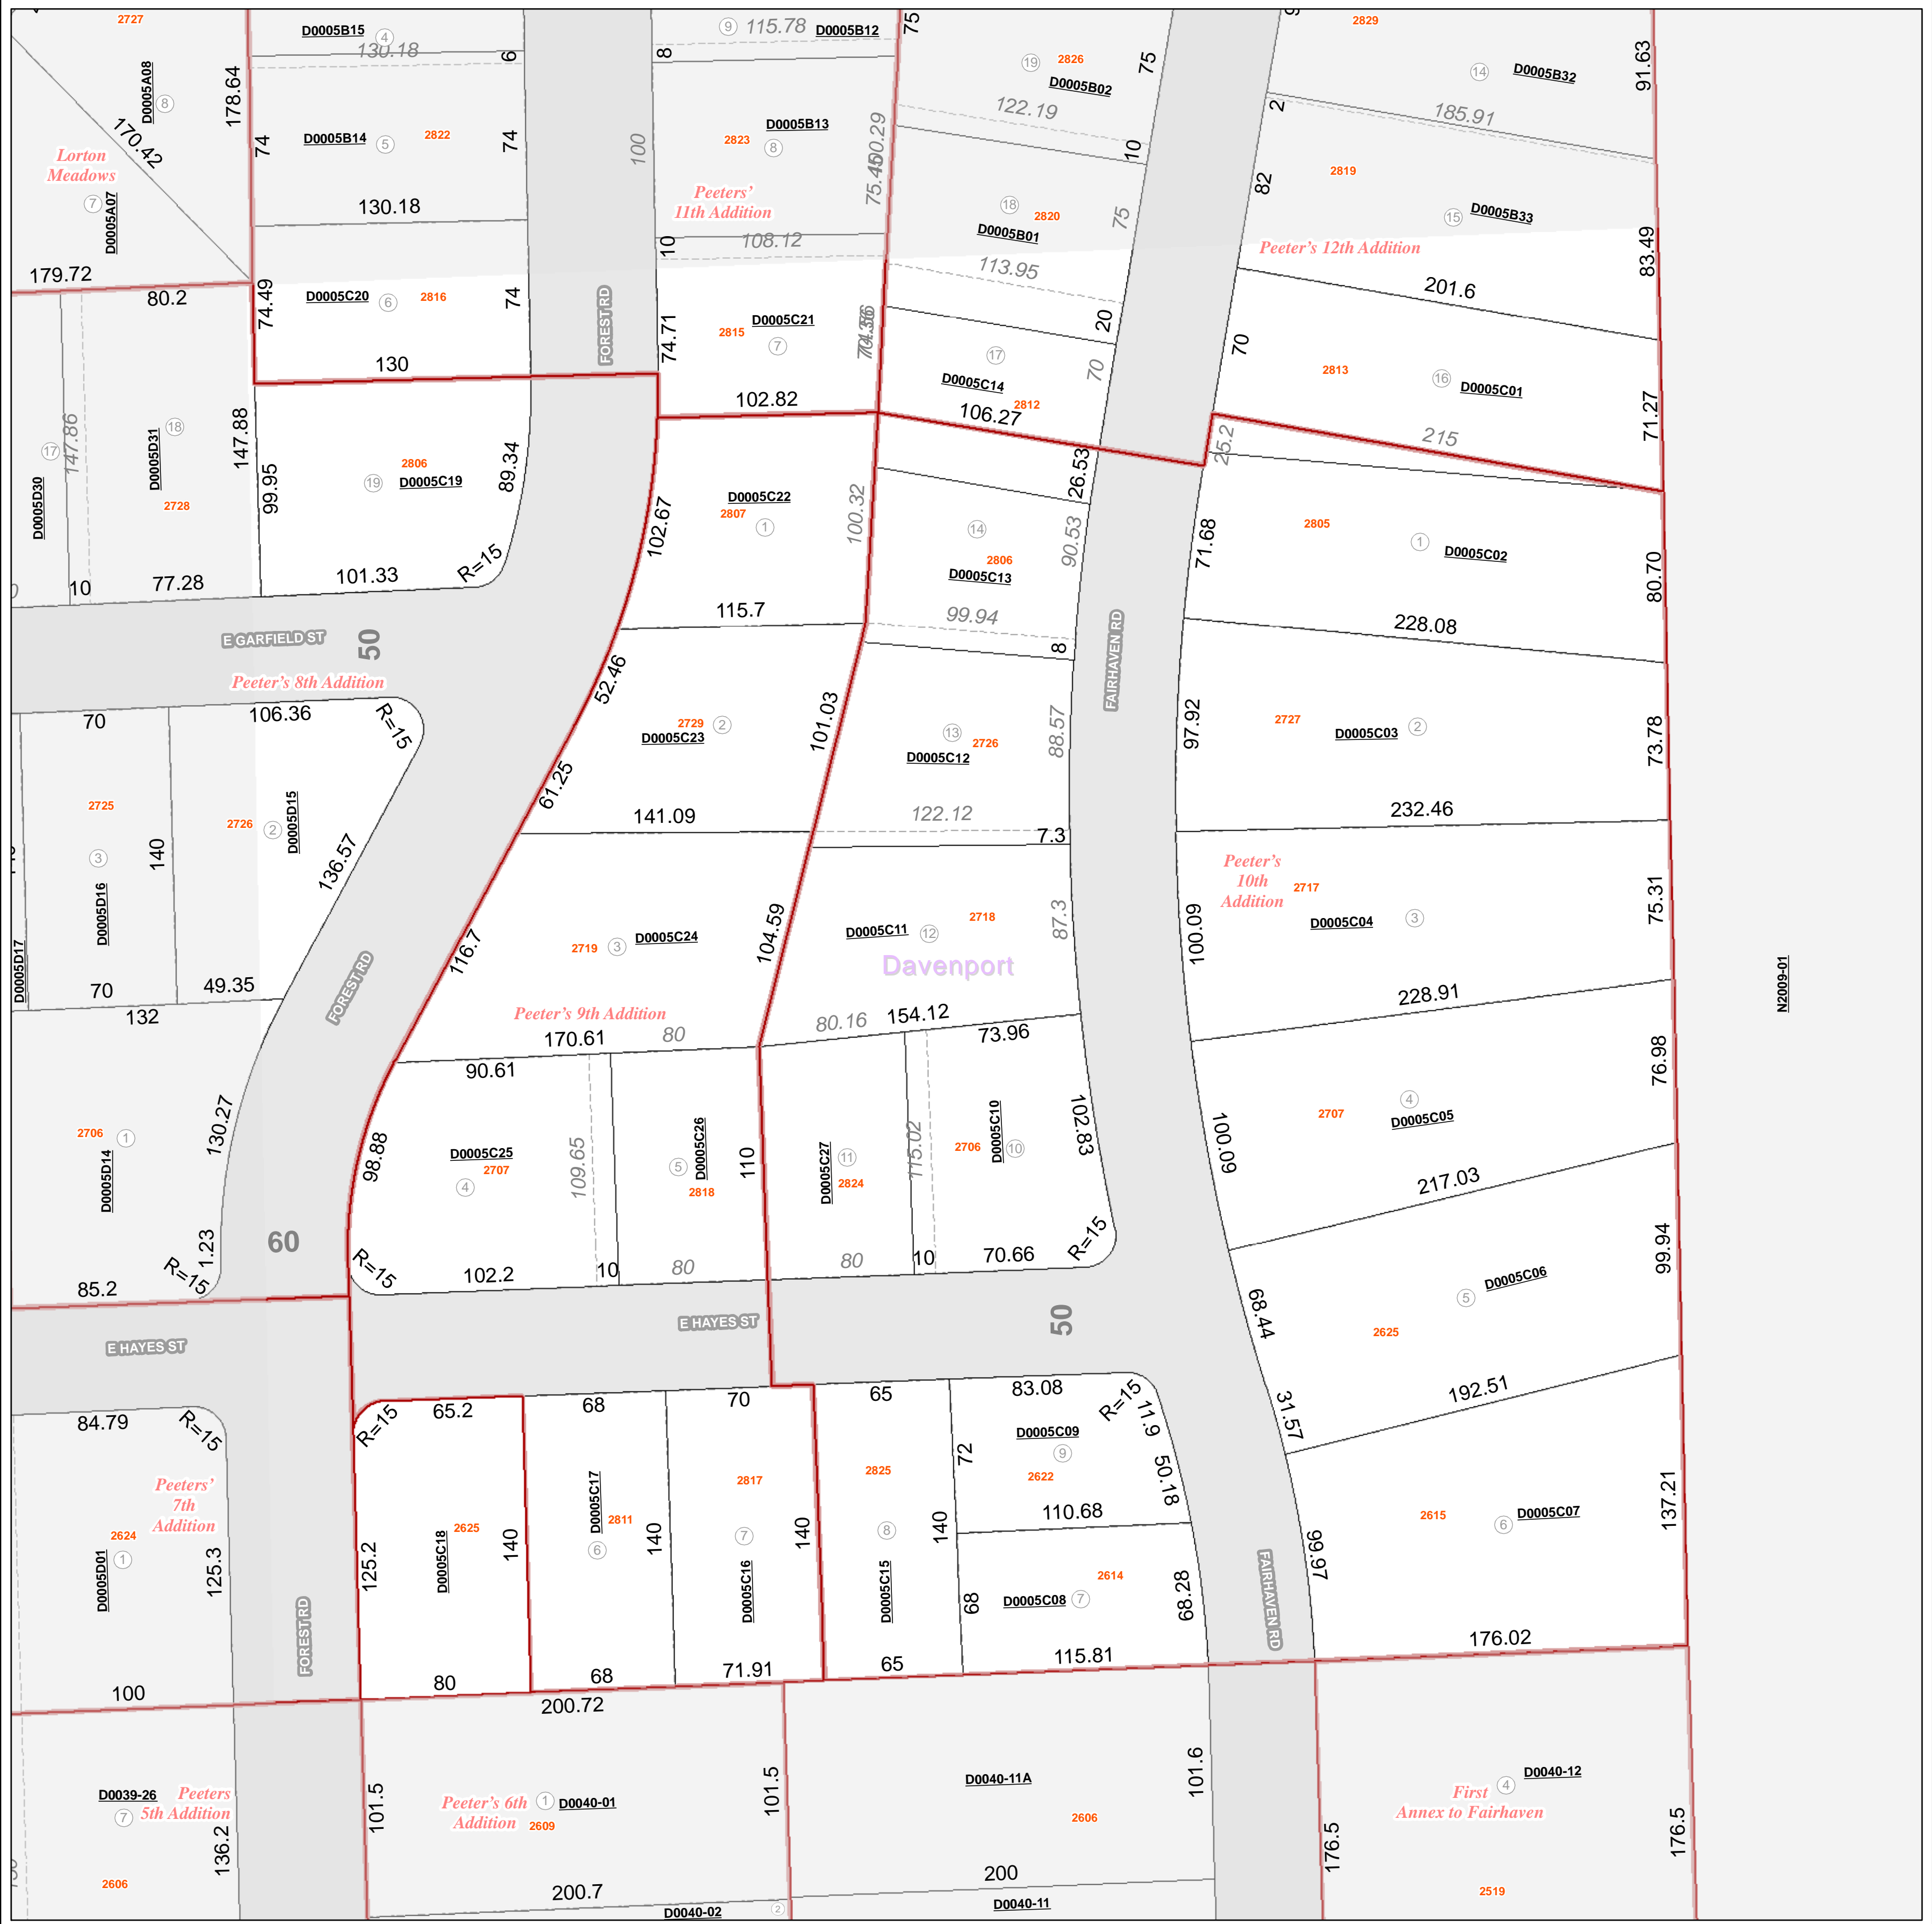 2727
D0005B15
4
130.18
6
9
115.78
D0005B12
8
75
19
2826
D0005B02
122.19
75
10
2829
14
D0005B32
185.91
91.63
2
D0005A08
8
170.42
178.64
74
D0005B14
5
2822
74
130.18
100
2823
D0005B13
8
Peeters'
11th Addition
108.12
10
18
2820
D0005B01
75
113.95
20
82
2819
15
D0005B33
Peeter's 12th Addition
83.49
201.6
Lorton
Meadows
7
D0005A07
179.72
80.2
74.49
D0005C20
6
2816
74
130
FOREST RD
74.71
2815
D0005C21
7
102.82
17
D0005C14
2812
106.27
70
70
2813
16
D0005C01
71.27
215
25.2
17
147.86
D0005D30
18
D0005D31
2728
147.88
10
77.28
99.95
2806
19
D0005C19
89.34
101.33
R=15
102.67
D0005C22
2807
1
100.32
115.7
26.53
14
2806
D0005C13
90.53
99.94
8
71.68
2805
1
D0005C02
80.70
228.08
E GARFIELD ST
50
Peeter's 8th Addition
70
106.36
R=15
52.46
61.25
2729
2
D0005C23
101.03
141.09
13
2726
D0005C12
88.57
122.12
7.3
FAIRHAVEN RD
97.92
2727
D0005C03
2
73.78
232.46
2725
3
D0005D16
140
2726
2
D0005D15
136.57
D0005D17
70
49.35
132
FOREST RD
116.7
2719
3
D0005C24
104.59
Peeter's 9th Addition
170.61
80
D0005C11
12
2718
87.3
Davenport
80.16
154.12
73.96
Peeter's
10th
Addition
2717
D0005C04
3
100.09
75.31
228.91
N2009-01
2706
1
D0005D14
130.27
1.23
R=15
85.2
60
90.61
98.88
D0005C25
2707
4
109.65
R=15
102.2
10
5
D0005C26
2818
110
80
D0005C27
11
2824
115.02
80
10
2706
D0005C10
10
102.83
70.66
R=15
100.09
2707
4
D0005C05
76.98
217.03
68.44
5
D0005C06
2625
99.94
192.51
E HAYES ST
E HAYES ST
50
84.79
R=15
Peeters'
7th
Addition
2624
1
D0005D01
125.3
100
FOREST RD
R=15
65.2
125.2
D0005C18
2625
140
80
68
D0005C17
2811
6
140
68
70
2817
7
D0005C16
140
71.91
65
2825
8
D0005C15
140
65
83.08
R=15
11.9
D0005C09
9
2622
72
50.18
110.68
2614
D0005C08
7
68
68.28
115.81
31.57
99.97
FAIRHAVEN RD
2615
6
D0005C07
137.21
176.02
D0039-26
7
Peeters
5th Addition
2606
136.2
200.72
101.5
Peeter's 6th
Addition
1
D0040-01
2609
101.5
200.7
D0040-02
2
D0040-11A
2606
101.6
200
D0040-11
176.5
First
Annex to Fairhaven
4
D0040-12
2519
176.5